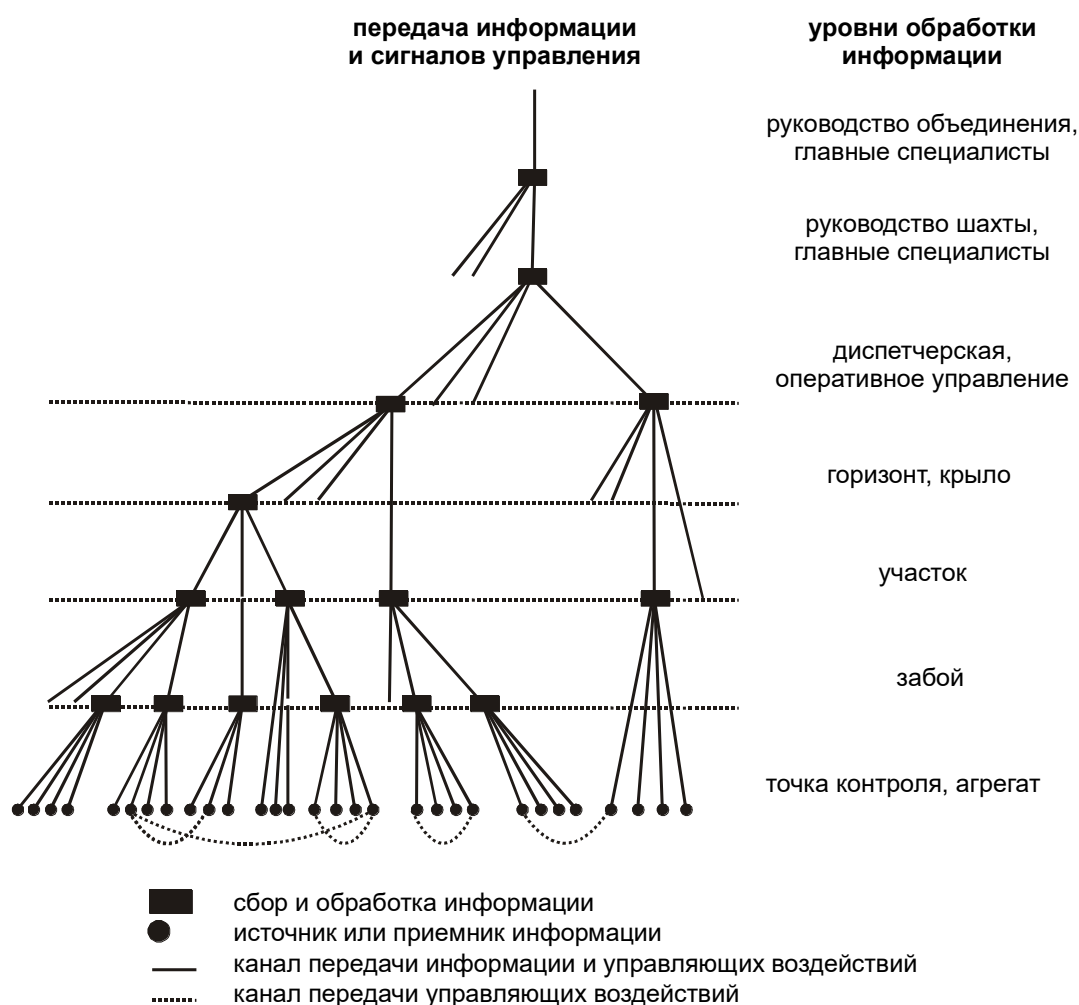 передача информации
и сигналов управления
уровни обработки
информации
руководство объединения,
главные специалисты
руководство шахты,
главные специалисты
диспетчерская,
оперативное управление
горизонт, крыло
участок
забой
точка контроля, агрегат
сбор и обработка информации
источник или приемник информации
канал передачи информации и управляющих воздействий
канал передачи управляющих воздействий